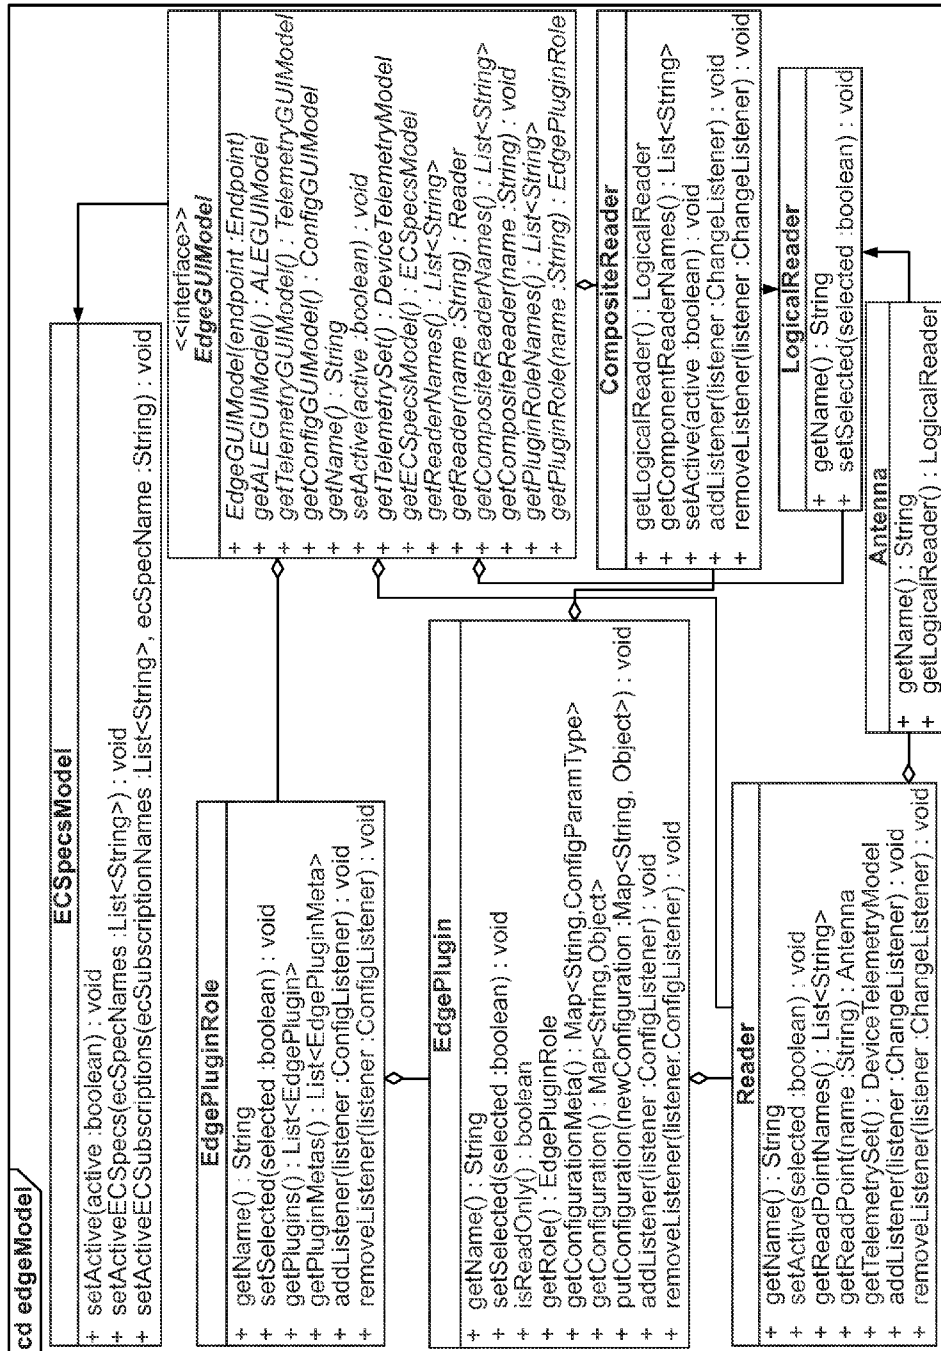 cd edgeModel
ECSpecsModel
+ setActive(active :boolean) : void
+ setActiveECSpecs(ecSpecNames :List<String>) : void
+ setActiveECSubscriptions(ecSubscriptionNames :List<String>, ecSpecName :String) : void
<<interface>>
EdgeGUIModel
+ EdgeGUIModel(endpoint :Endpoint)
+ getALEGUIModel() : ALEGUIModel
+ getTelemetryGUIModel() : TelemetryGUIModel
+ getConfigGUIModel() : ConfigGUIModel
+ getName() : String
+ setActive(active :boolean) : void
+ getTelemetrySet() : DeviceTelemetryModel
+ getECSpecsModel() : ECSpecsModel
+ getReaderNames() : List<String>
+ getReader(name :String) : Reader
+ getCompositeReaderNames() : List<String>
+ getCompositeReader(name :String) : void
+ getPluginRoleNames() : List<String>
+ getPluginRole(name :String) : EdgePluginRole
EdgePluginRole
+ getName() : String
+ setSelected(selected :boolean) : void
+ getPlugins() : List<EdgePlugin>
+ getPluginMetas() : List<EdgePluginMeta>
+ addListener(listener :ConfigListener) : void
+ removeListener(listener :ConfigListener) : void
EdgePlugin
+ getName() : String
+ setSelected(selected :boolean) : void
+ isReadOnly() : boolean
+ getRole() : EdgePluginRole
+ getConfigurationMeta() : Map<String,ConfigParamType>
+ getConfiguration() : Map<String,Object>
+ putConfiguration(newConfiguration :Map<String, Object>) : void
+ addListener(listener :ConfigListener) : void
+ removeListener(listener:ConfigListener) : void
CompositeReader
+ getLogicalReader() : LogicalReader
+ getComponentReaderNames() : List<String>
+ setActive(active :boolean) : void
+ addListener(listener :ChangeListener) : void
+ removeListener(listener :ChangeListener) : void
LogicalReader
+ getName() : String
+ setSelected(selected :boolean) : void
Reader
+ getName() : String
+ setActive(selected :boolean) : void
+ getReadPointNames() : List<String>
+ getReadPoint(name :String) : Antenna
+ getTelemetrySet() : DeviceTelemetryModel
+ addListener(listener :ChangeListener) : void
+ removeListener(listener :ChangeListener) : void
Antenna
+ getName() : String
+ getLogicalReader() : LogicalReader